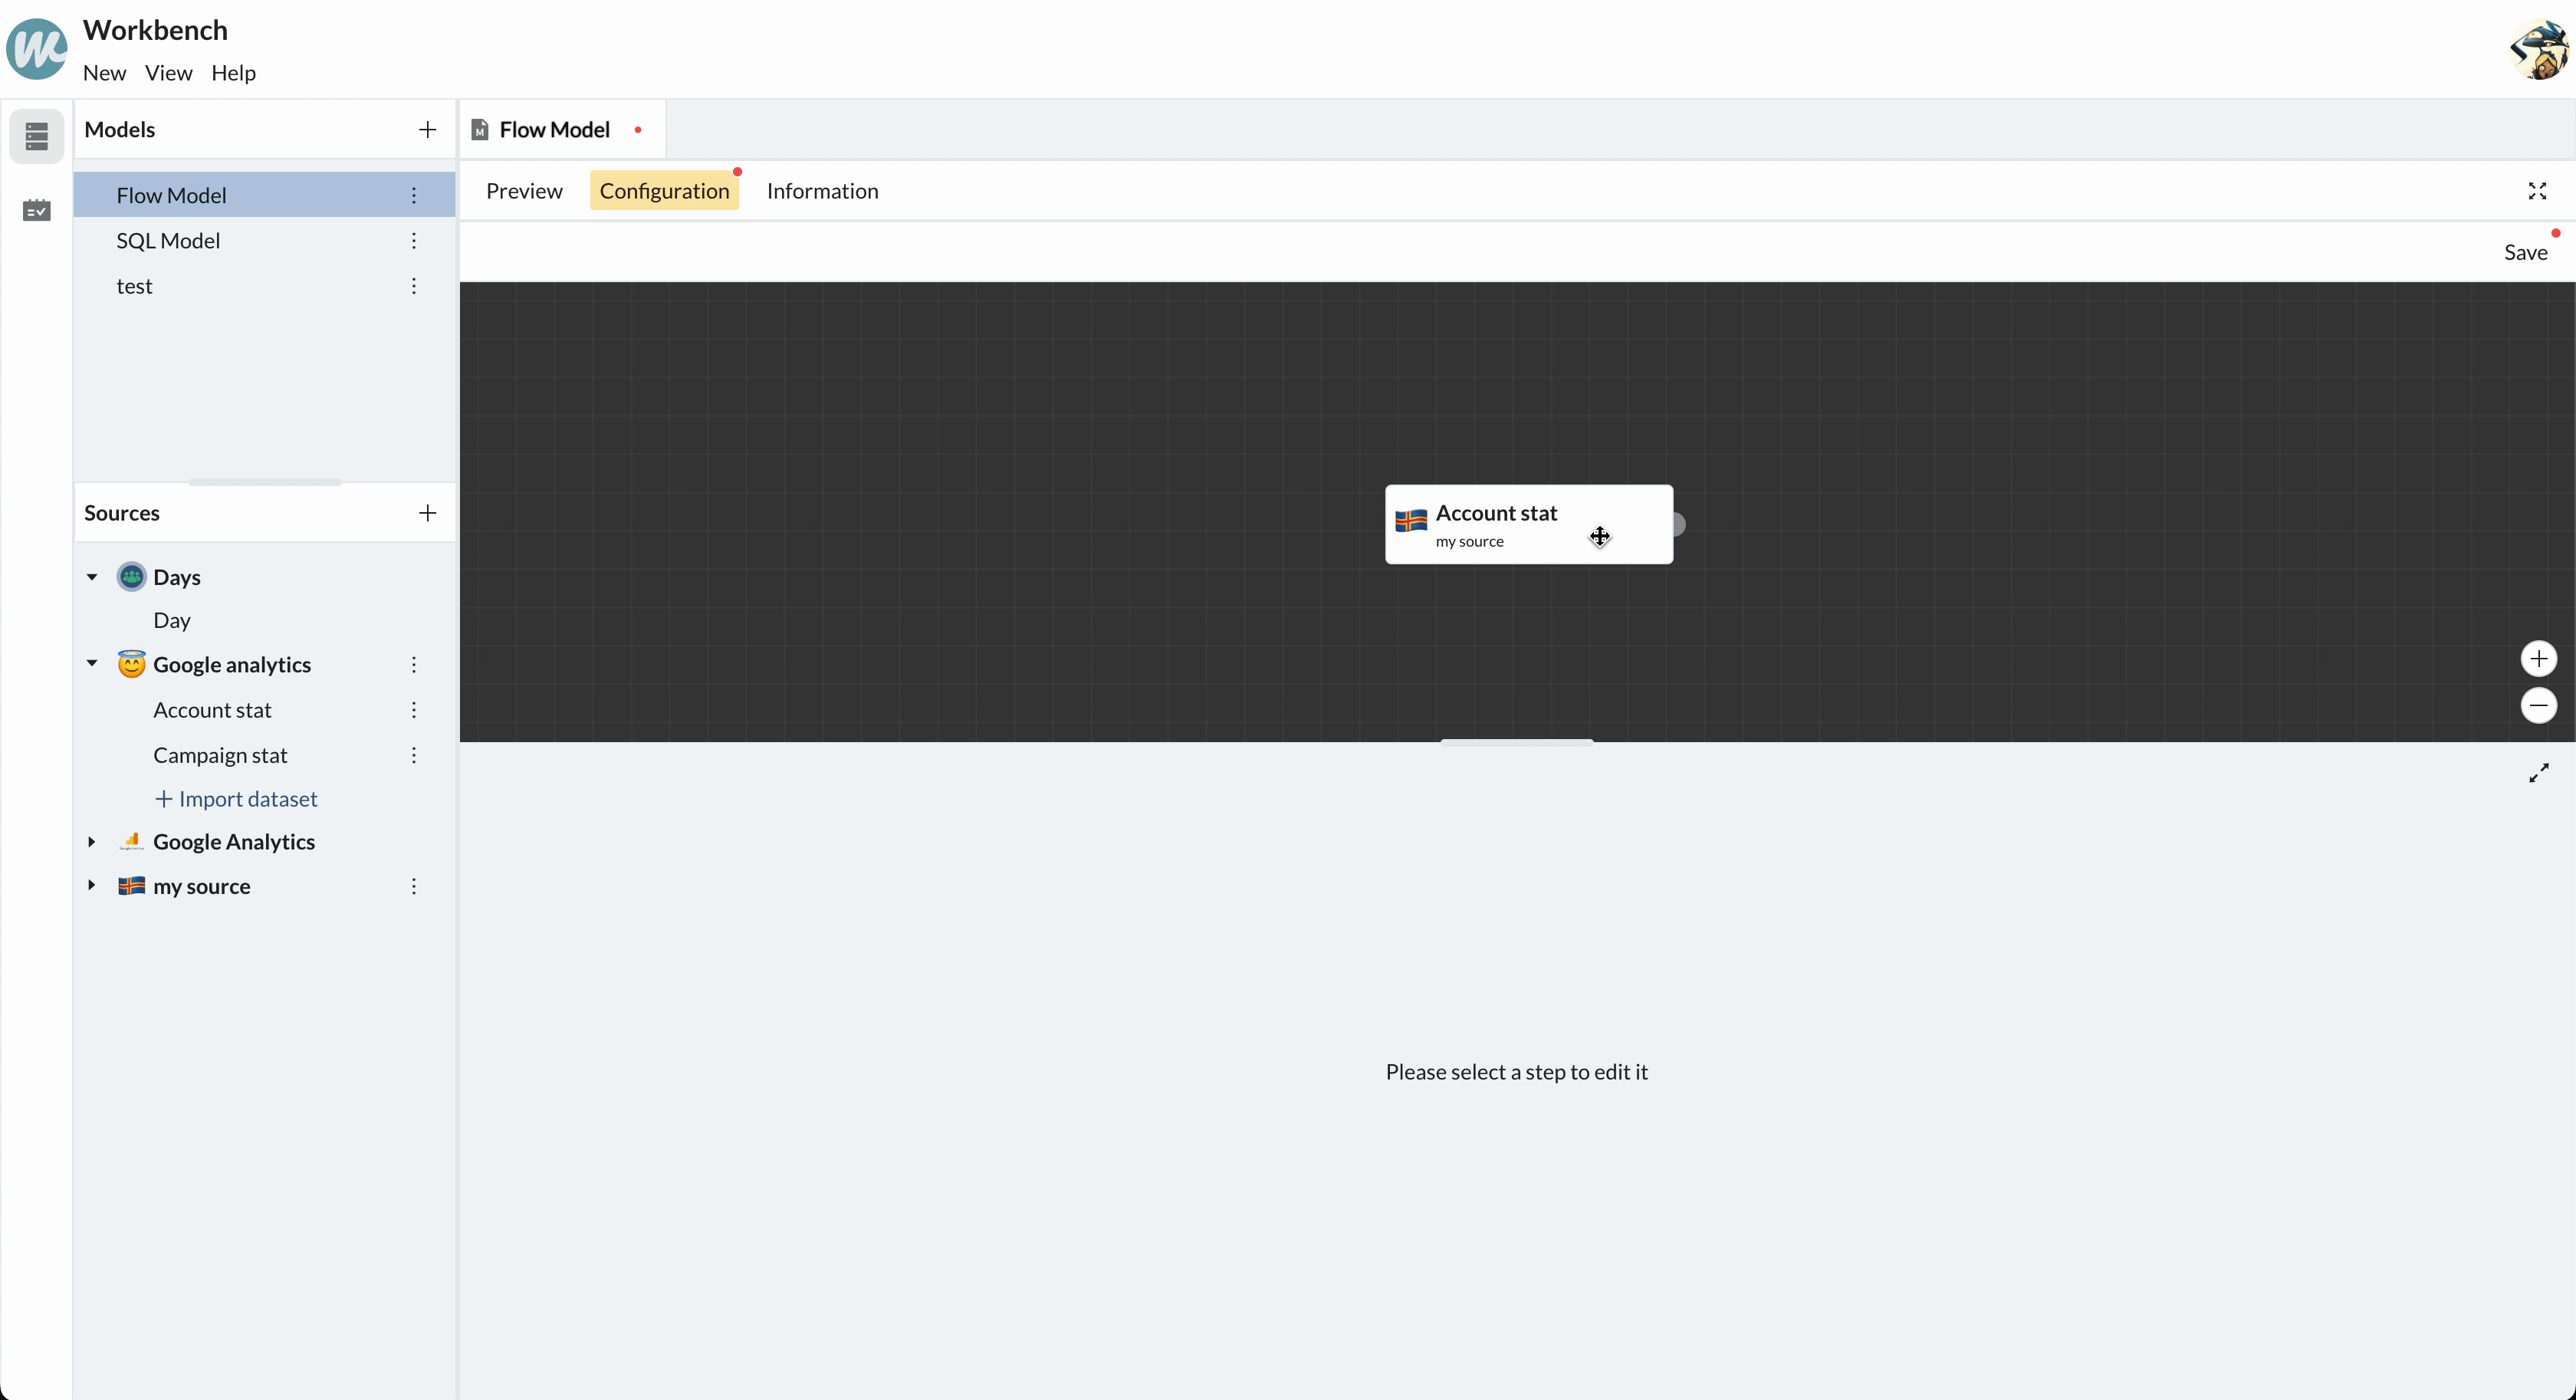 Workbench
New View Help
Models
Flow Model
SQL Model
test
Sources
Days
Day
Google analytics
Account stat
Campaign stat
Import dataset
Google Analytics
my source
Flow Model
Preview Configuration Information
Save
Account stat
my source
Please select a step to edit it